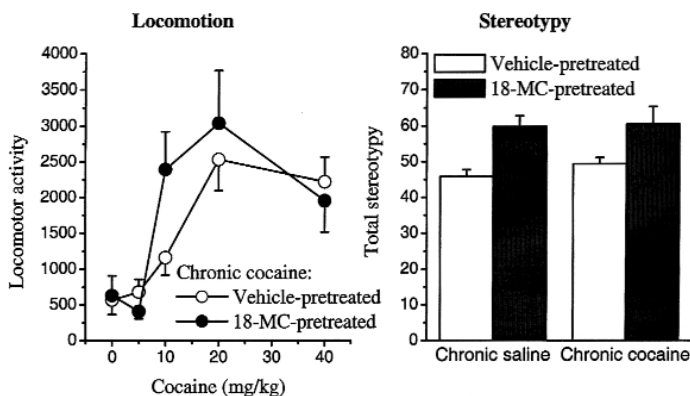 Locomotion
4000
3500
3000
2500
2000
1500
1000
500
0
Locomotor activity
Chronic cocaine:
Vehicle-pretreated
18-MC-pretreated
0
10
20
30
40
Cocaine (mg/kg)
Stereotypy
80
70
60
50
40
30
20
10
0
Total stereotypy
Vehicle-pretreated
18-MC-pretreated
Chronic saline Chronic cocaine